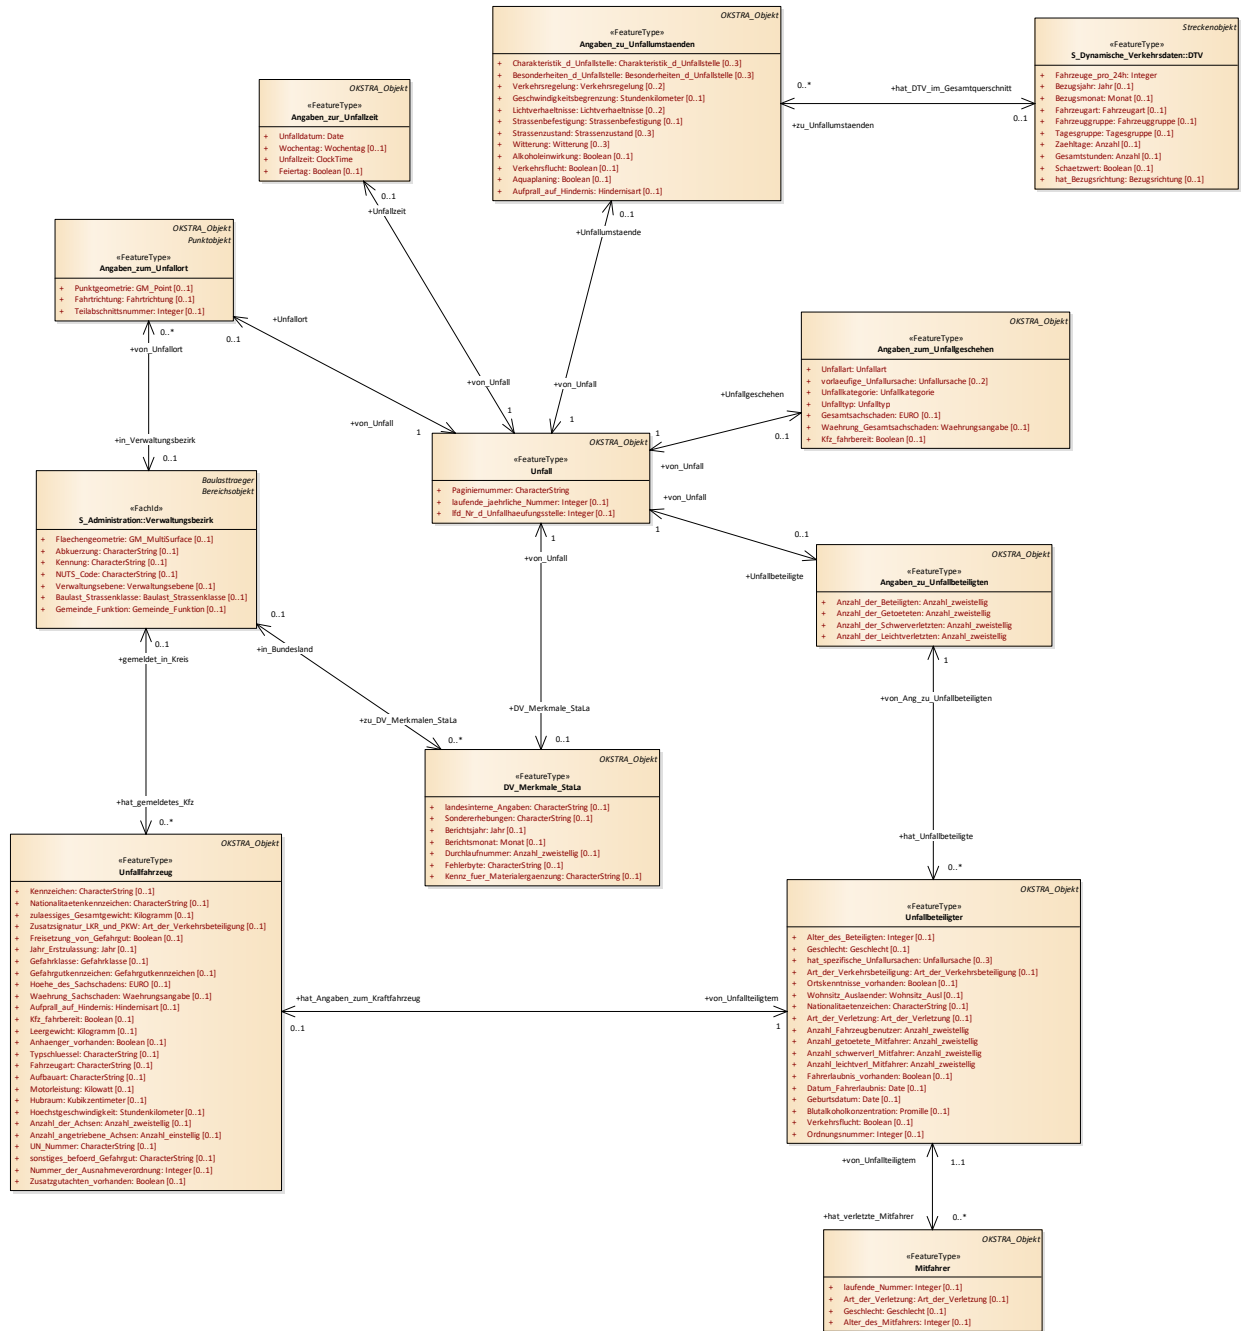 OKSTRA_Objekt
«FeatureType»
Angaben_zu_Unfallumstaenden
+ Charakteristik_d_Unfallstelle: Charakteristik_d_Unfallstelle [0..3]
+ Besonderheiten_d_Unfallstelle: Besonderheiten_d_Unfallstelle [0..3]
+ Verkehrsregelung: Verkehrsregelung [0..2]
+ Geschwindigkeitsbegrenzung: Stundenkilometer [0..1]
+ Lichtverhaeltnisse: Lichtverhaeltnisse [0..2]
+ Strassenbefestigung: Strassenbefestigung [0..1]
+ Strassenzustand: Strassenzustand [0..3]
+ Witterung: Witterung [0..3]
+ Alkoholeinwirkung: Boolean [0..1]
+ Verkehrsflucht: Boolean [0..1]
+ Aquaplaning: Boolean [0..1]
+ Aufprall_auf_Hindernis: Hindernisart [0..1]
Streckenobjekt
«FeatureType»
S_Dynamische_Verkehrsdaten::DTV
+ Fahrzeuge_pro_24h: Integer
+ Bezugsjahr: Jahr [0..1]
+ Bezugsmonat: Monat [0..1]
+ Fahrzeugart: Fahrzeugart [0..1]
+ Fahrzeuggruppe: Fahrzeuggruppe [0..1]
+ Tagesgruppe: Tagesgruppe [0..1]
+ Zaehltage: Anzahl [0..1]
+ Gesamtstunden: Anzahl [0..1]
+ Schaetzwert: Boolean [0..1]
+ hat_Bezugsrichtung: Bezugsrichtung [0..1]
0..*
+hat_DTV_im_Gesamtquerschnitt
+zu_Unfallumstaenden
0..1
OKSTRA_Objekt
«FeatureType»
Angaben_zur_Unfallzeit
+ Unfalldatum: Date
+ Wochentag: Wochentag [0..1]
+ Unfallzeit: ClockTime
+ Feiertag: Boolean [0..1]
0..1
+Unfallzeit
0..1
+Unfallumstaende
OKSTRA_Objekt
Punktobjekt
«FeatureType»
Angaben_zum_Unfallort
+ Punktgeometrie: GM_Point [0..1]
+ Fahrtrichtung: Fahrtrichtung [0..1]
+ Teilabschnittsnummer: Integer [0..1]
+Unfallort
0..1
0..*
+von_Unfallort
+in_Verwaltungsbezirk
0..1
OKSTRA_Objekt
«FeatureType»
Angaben_zum_Unfallgeschehen
+ Unfallart: Unfallart
+ vorlaeufige_Unfallursache: Unfallursache [0..2]
+ Unfallkategorie: Unfallkategorie
+ Unfalltyp: Unfalltyp
+ Gesamtsachschaden: EURO [0..1]
+ Waehrung_Gesamtsachschaden: Waehrungsangabe [0..1]
+ Kfz_fahrbereit: Boolean [0..1]
+von_Unfall
1
+von_Unfall
1
+von_Unfall
1
+Unfallgeschehen
0..1
1
+von_Unfall
OKSTRA_Objekt
«FeatureType»
Unfall
+ Paginiernummer: CharacterString
+ laufende_jaehrliche_Nummer: Integer [0..1]
+ lfd_Nr_d_Unfallhaeufungsstelle: Integer [0..1]
+von_Unfall
1
0..1
+Unfallbeteiligte
1
+von_Unfall
Baulasttraeger
Bereichsobjekt
«FachId»
S_Administration::Verwaltungsbezirk
+ Flaechengeometrie: GM_MultiSurface [0..1]
+ Abkuerzung: CharacterString [0..1]
+ Kennung: CharacterString [0..1]
+ NUTS_Code: CharacterString [0..1]
+ Verwaltungsebene: Verwaltungsebene [0..1]
+ Baulast_Strassenklasse: Baulast_Strassenklasse [0..1]
+ Gemeinde_Funktion: Gemeinde_Funktion [0..1]
OKSTRA_Objekt
«FeatureType»
Angaben_zu_Unfallbeteiligten
+ Anzahl_der_Beteiligten: Anzahl_zweistellig
+ Anzahl_der_Getoeteten: Anzahl_zweistellig
+ Anzahl_der_Schwerverletzten: Anzahl_zweistellig
+ Anzahl_der_Leichtverletzten: Anzahl_zweistellig
0..1
+in_Bundesland
0..1
+gemeldet_in_Kreis
1
+von_Ang_zu_Unfallbeteiligten
+DV_Merkmale_StaLa
0..1
+zu_DV_Merkmalen_StaLa
0..*
OKSTRA_Objekt
«FeatureType»
DV_Merkmale_StaLa
+ landesinterne_Angaben: CharacterString [0..1]
+ Sondererhebungen: CharacterString [0..1]
+ Berichtsjahr: Jahr [0..1]
+ Berichtsmonat: Monat [0..1]
+ Durchlaufnummer: Anzahl_zweistellig [0..1]
+ Fehlerbyte: CharacterString [0..1]
+ Kennz_fuer_Materialergaenzung: CharacterString [0..1]
+hat_gemeldetes_Kfz
0..*
+hat_Unfallbeteiligte
0..*
OKSTRA_Objekt
«FeatureType»
Unfallfahrzeug
+ Kennzeichen: CharacterString [0..1]
+ Nationalitaetenkennzeichen: CharacterString [0..1]
+ zulaessiges_Gesamtgewicht: Kilogramm [0..1]
+ Zusatzsignatur_LKR_und_PKW: Art_der_Verkehrsbeteiligung [0..1]
+ Freisetzung_von_Gefahrgut: Boolean [0..1]
+ Jahr_Erstzulassung: Jahr [0..1]
+ Gefahrklasse: Gefahrklasse [0..1]
+ Gefahrgutkennzeichen: Gefahrgutkennzeichen [0..1]
+ Hoehe_des_Sachschadens: EURO [0..1]
+ Waehrung_Sachschaden: Waehrungsangabe [0..1]
+ Aufprall_auf_Hindernis: Hindernisart [0..1]
+ Kfz_fahrbereit: Boolean [0..1]
+ Leergewicht: Kilogramm [0..1]
+ Anhaenger_vorhanden: Boolean [0..1]
+ Typschluessel: CharacterString [0..1]
+ Fahrzeugart: CharacterString [0..1]
+ Aufbauart: CharacterString [0..1]
+ Motorleistung: Kilowatt [0..1]
+ Hubraum: Kubikzentimeter [0..1]
+ Hoechstgeschwindigkeit: Stundenkilometer [0..1]
+ Anzahl_der_Achsen: Anzahl_zweistellig [0..1]
+ Anzahl_angetriebene_Achsen: Anzahl_einstellig [0..1]
+ UN_Nummer: CharacterString [0..1]
+ sonstiges_befoerd_Gefahrgut: CharacterString [0..1]
+ Nummer_der_Ausnahmeverordnung: Integer [0..1]
+ Zusatzgutachten_vorhanden: Boolean [0..1]
+hat_Angaben_zum_Kraftfahrzeug
0..1
+von_Unfallteiligtem
1
OKSTRA_Objekt
«FeatureType»
Unfallbeteiligter
+ Alter_des_Beteiligten: Integer [0..1]
+ Geschlecht: Geschlecht [0..1]
+ hat_spezifische_Unfallursachen: Unfallursache [0..3]
+ Art_der_Verkehrsbeteiligung: Art_der_Verkehrsbeteiligung [0..1]
+ Ortskenntnisse_vorhanden: Boolean [0..1]
+ Wohnsitz_Auslaender: Wohnsitz_Ausl [0..1]
+ Nationalitaetenzeichen: CharacterString [0..1]
+ Art_der_Verletzung: Art_der_Verletzung [0..1]
+ Anzahl_Fahrzeugbenutzer: Anzahl_zweistellig
+ Anzahl_getoetete_Mitfahrer: Anzahl_zweistellig
+ Anzahl_schwerverl_Mitfahrer: Anzahl_zweistellig
+ Anzahl_leichtverl_Mitfahrer: Anzahl_zweistellig
+ Fahrerlaubnis_vorhanden: Boolean [0..1]
+ Datum_Fahrerlaubnis: Date [0..1]
+ Geburtsdatum: Date [0..1]
+ Blutalkoholkonzentration: Promille [0..1]
+ Verkehrsflucht: Boolean [0..1]
+ Ordnungsnummer: Integer [0..1]
+von_Unfallteiligtem
1..1
+hat_verletzte_Mitfahrer
0..*
OKSTRA_Objekt
«FeatureType»
Mitfahrer
+ laufende_Nummer: Integer [0..1]
+ Art_der_Verletzung: Art_der_Verletzung [0..1]
+ Geschlecht: Geschlecht [0..1]
+ Alter_des_Mitfahrers: Integer [0..1]